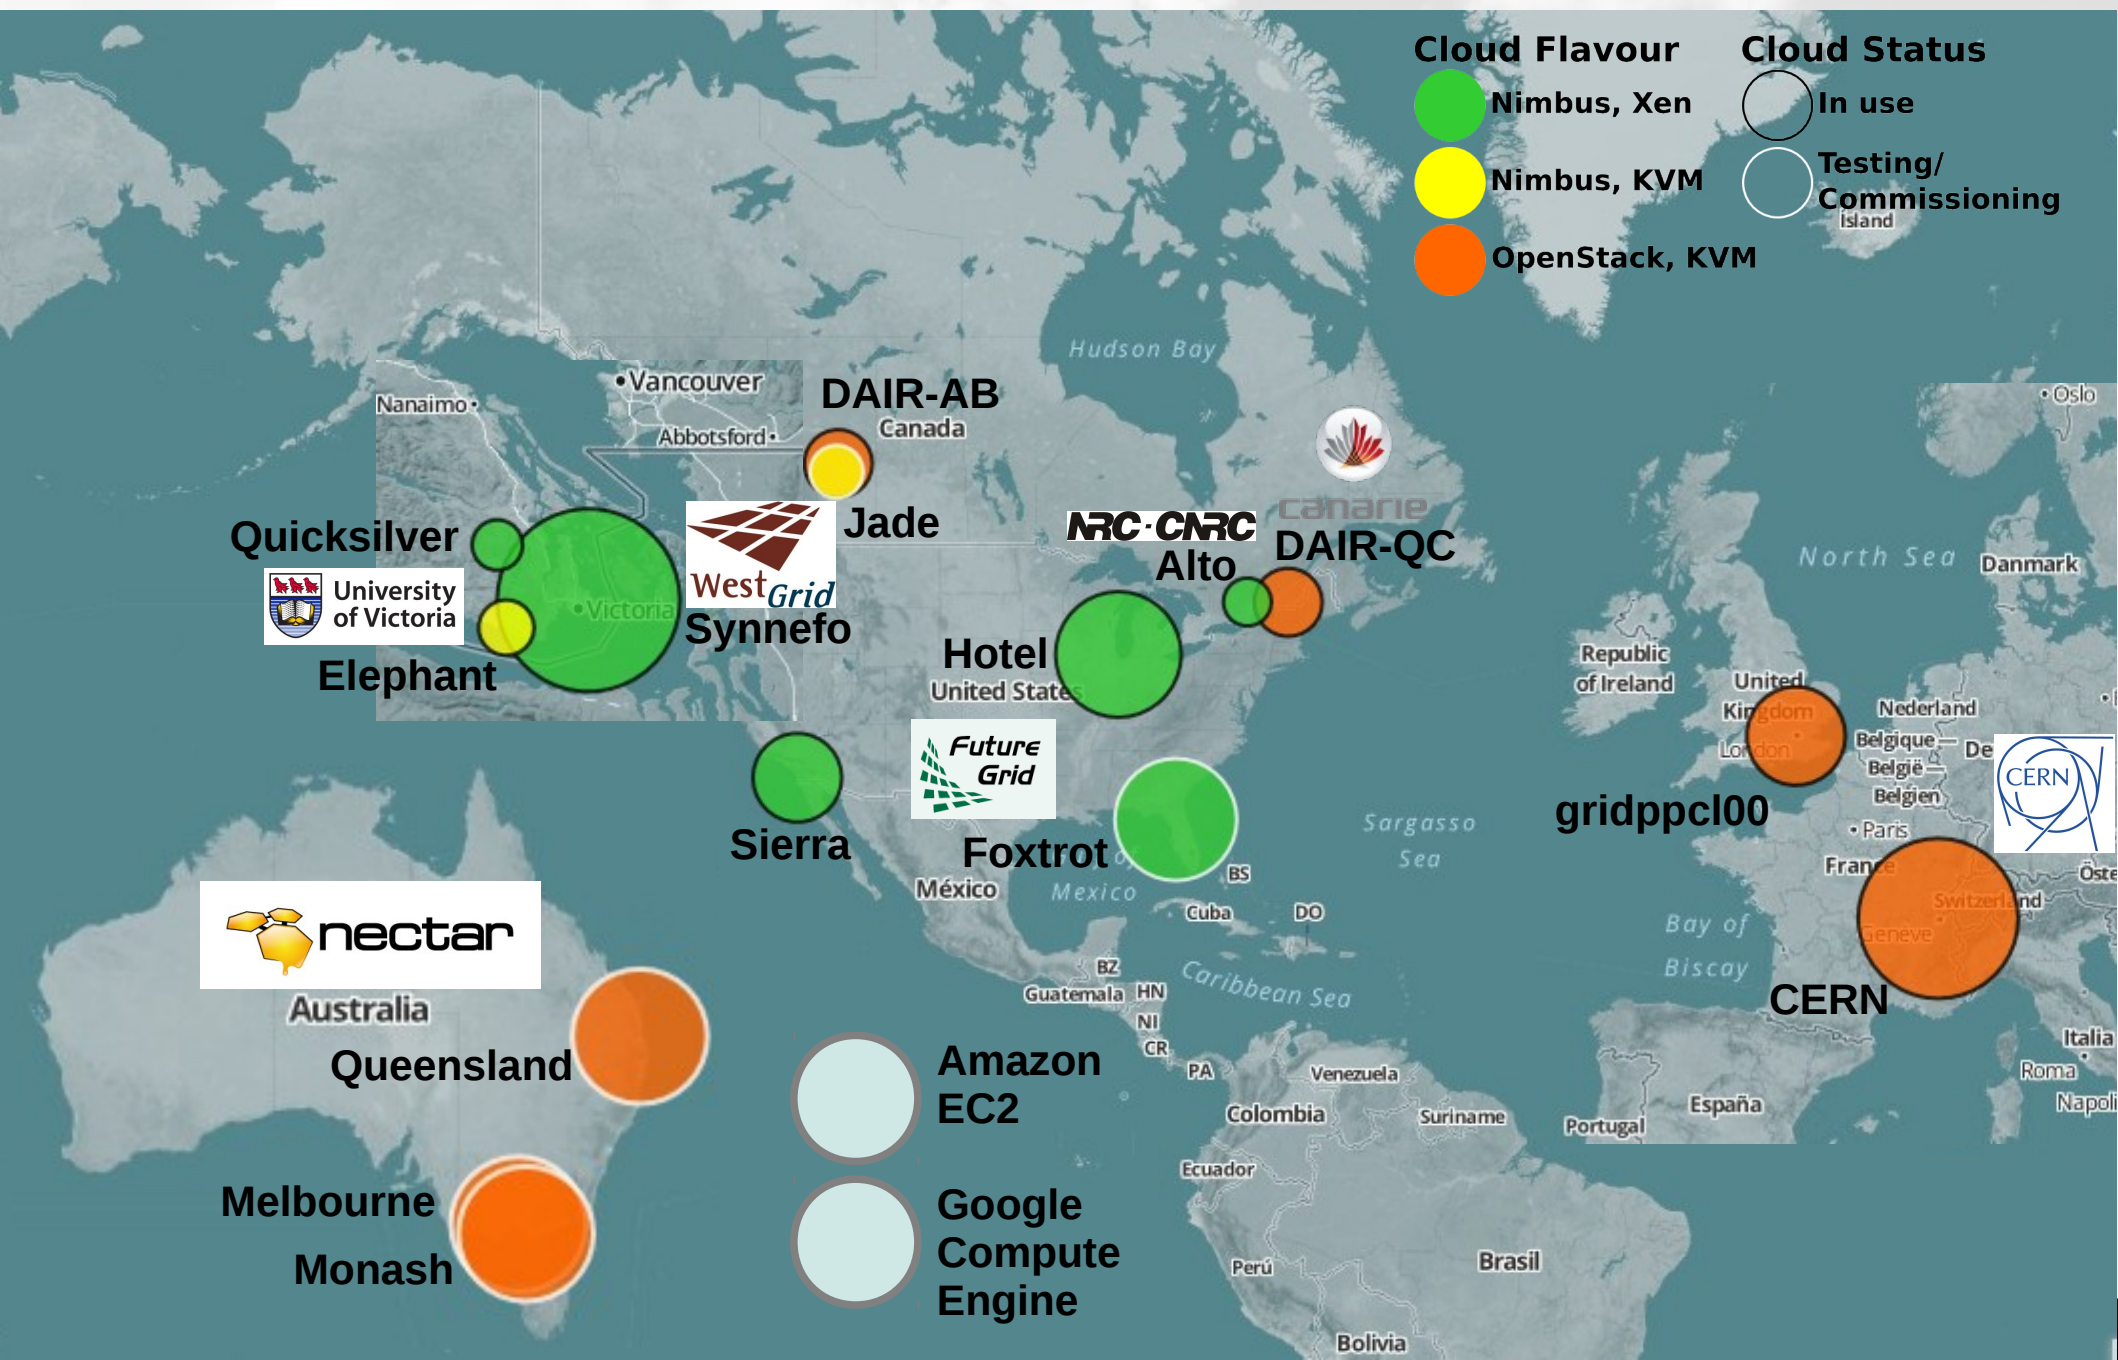 Cloud Flavour
Nimbus, Xen
Nimbus, KVM
OpenStack, KVM
Cloud Status
In use
Testing/
Commissioning
Ísland
Hudson Bay
Vancouver
Nanaimo
Abbotsford
DAIR-AB
Canada
Oslo
canarie
Quicksilver
University
of Victoria
Victoria
Elephant
West
Grid
Synnefo
Jade
NRC·CNRC
Alto
DAIR-QC
North Sea
Danmark
Hotel
United States
Republic
of Ireland
United
Kingdom
London
Nederland
Belgique
België
Belgien
De
CERN
gridppcl00
Paris
France
Öste
Switzerland
Genève
CERN
Future
Grid
Sierra
Foxtrot
México
Gulf of
Mexico
BS
Cuba
DO
Sargasso
Sea
Bay of
Biscay
nectar
Australia
Queensland
Melbourne
Monash
BZ
Guatemala
HN
NI
CR
PA
Caribbean Sea
Amazon
EC2
Google
Compute
Engine
Venezuela
Colombia
Suriname
Ecuador
Perú
Brasil
Bolivia
Portugal
España
Italia
Roma
Napoli